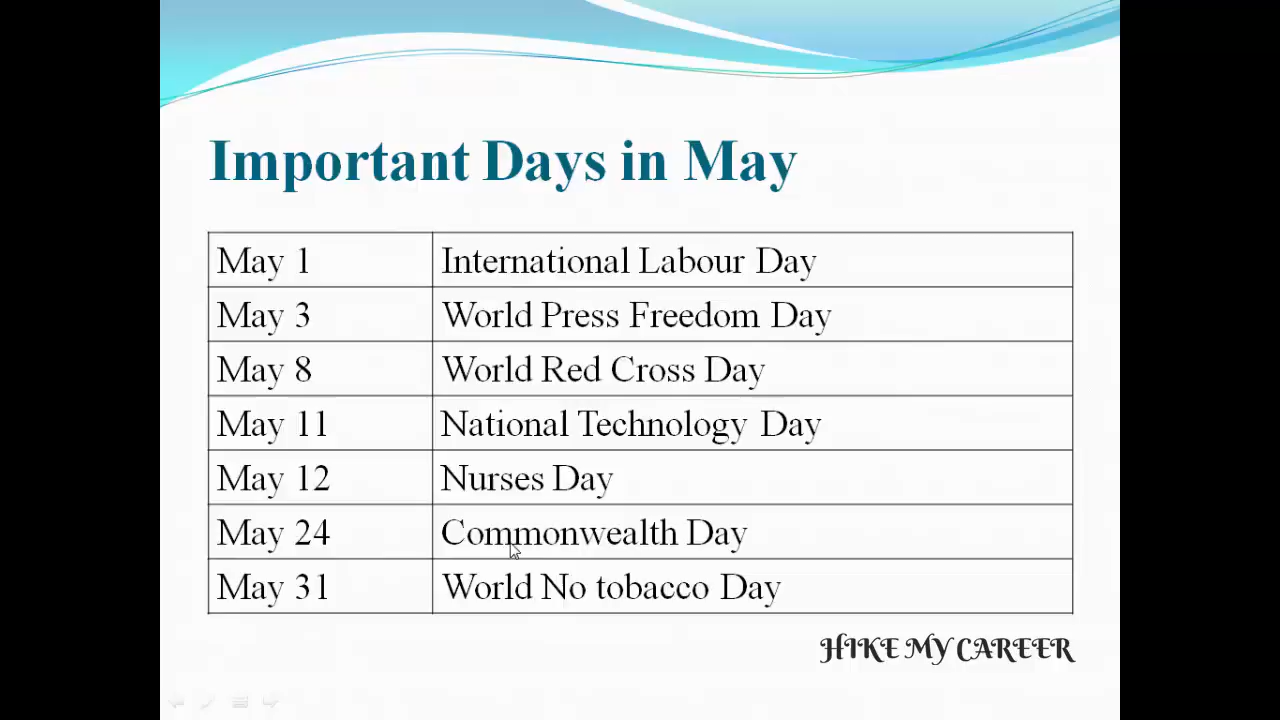 Important Days in May
May 1 International Labour Day
May 3 World Press Freedom Day
May 8 World Red Cross Day
May 11 National Technology Day
May 12 Nurses Day
May 24 Commonwealth Day
May 31 World No tobacco Day
HIKE MY CAREER